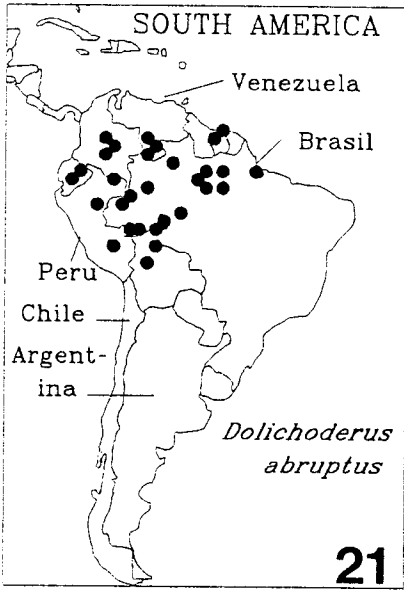 SOUTH AMERICA
Venezuela
Brasil
Peru
Chile
Argent-
ina
Dolichoderus
abruptus
21